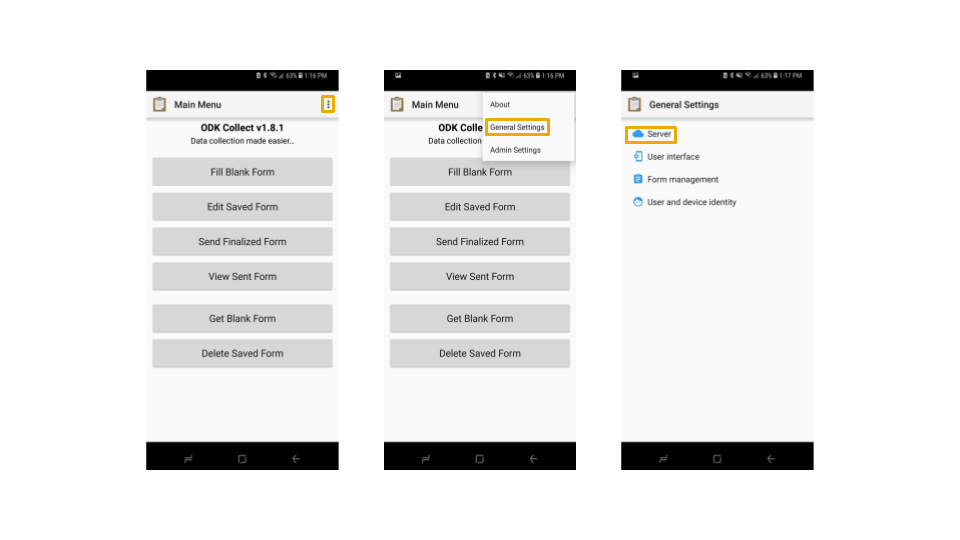 63% 1:16 PM
Main Menu
ODK Collect v1.8.1
Data collection made easier...
Fill Blank Form
Edit Saved Form
Send Finalized Form
View Sent Form
Get Blank Form
Delete Saved Form
63% 1:16 PM
Main Menu
About
General Settings
Admin Settings
ODK Colle
Data collection
Fill Blank Form
Edit Saved Form
Send Finalized Form
View Sent Form
Get Blank Form
Delete Saved Form
63% 1:17 PM
General Settings
Server
User interface
Form management
User and device identity